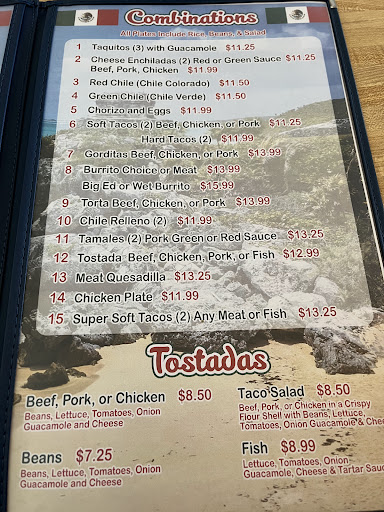 Combinations
All Plates Include Rice, Beans, & Salad
1 Taquitos (3) with Guacamole $11.25
2 Cheese Enchiladas (2) Red or Green Sauce $11.25
Beef, Pork, Chicken $11.99
3 Red Chile (Chile Colorado) $11.50
4 Green Chile (Chile Verde) $11.50
5 Chorizo and Eggs $11.99
6 Soft Tacos (2) Beef, Chicken, or Pork $11.25
Hard Tacos (2) $11.99
7 Gorditas Beef, Chicken, or Pork $13.99
8 Burrito Choice or Meat $13.99
Big Ed or Wet Burrito $15.99
9 Torta Beef, Chicken, or Pork $13.99
10 Chile Relleno (2) $11.99
11 Tamales (2) Pork Green or Red Sauce $13.25
12 Tostada Beef, Chicken, Pork, or Fish $12.99
13 Meat Quesadilla $13.25
14 Chicken Plate $11.99
15 Super Soft Tacos (2) Any Meat or Fish $13.25
Tostadas
Beef, Pork, or Chicken $8.50
Beans, Lettuce, Tomatoes, Onion
Guacamole and Cheese
Beans $7.25
Beans, Lettuce, Tomatoes, Onion
Guacamole and Cheese
Taco Salad $8.50
Beef, Pork, or Chicken in a Crispy
Flour Shell with Beans, Lettuce,
Tomatoes, Onion Guacamole & Chee
Fish $8.99
Lettuce, Tomatoes, Onion
Guacamole, Cheese & Tartar Sauc